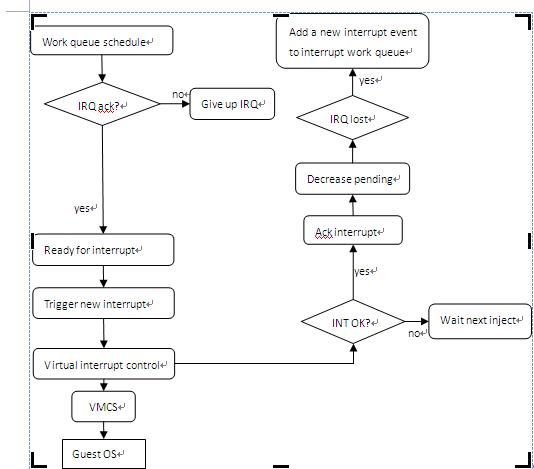 Work queue schedule
IRQ ack?
no
Give up IRQ
yes
Ready for interrupt
Trigger new interrupt
Virtual interrupt control
VMCS
Guest OS
Add a new interrupt event
to interrupt work queue
yes
IRQ lost
Decrease pending
Ack interrupt
yes
INT OK?
no
Wait next inject